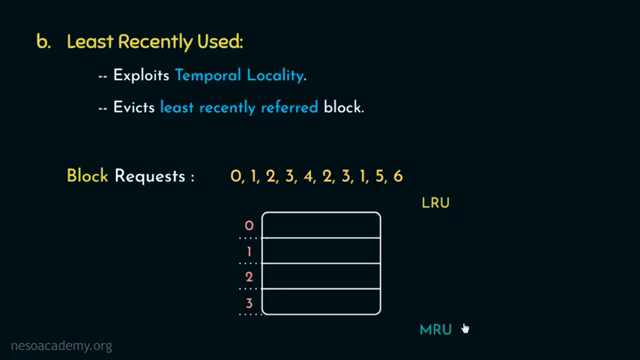 b. Least Recently Used:
-- Exploits Temporal Locality.
-- Evicts least recently referred block.
Block Requests : 0, 1, 2, 3, 4, 2, 3, 1, 5, 6
LRU
0
1
2
3
MRU
nesoacademy.org